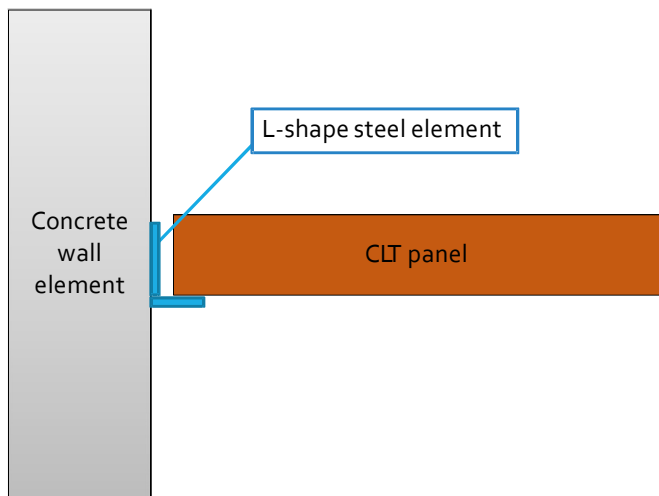 L-shape steel element
Concrete
wall
element
CLT panel